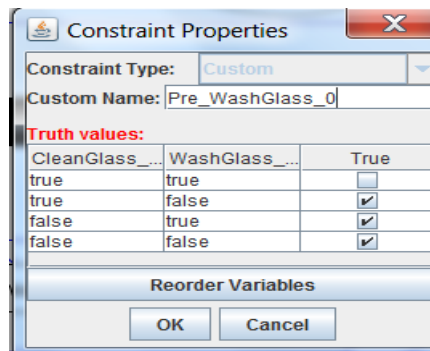 Constraint Properties
Constraint Type: Custom
Custom Name: Pre_WashGlass_0
Truth values:
CleanGlass_... WashGlass_... True
true true
true false
false true
false false
Reorder Variables
OK Cancel